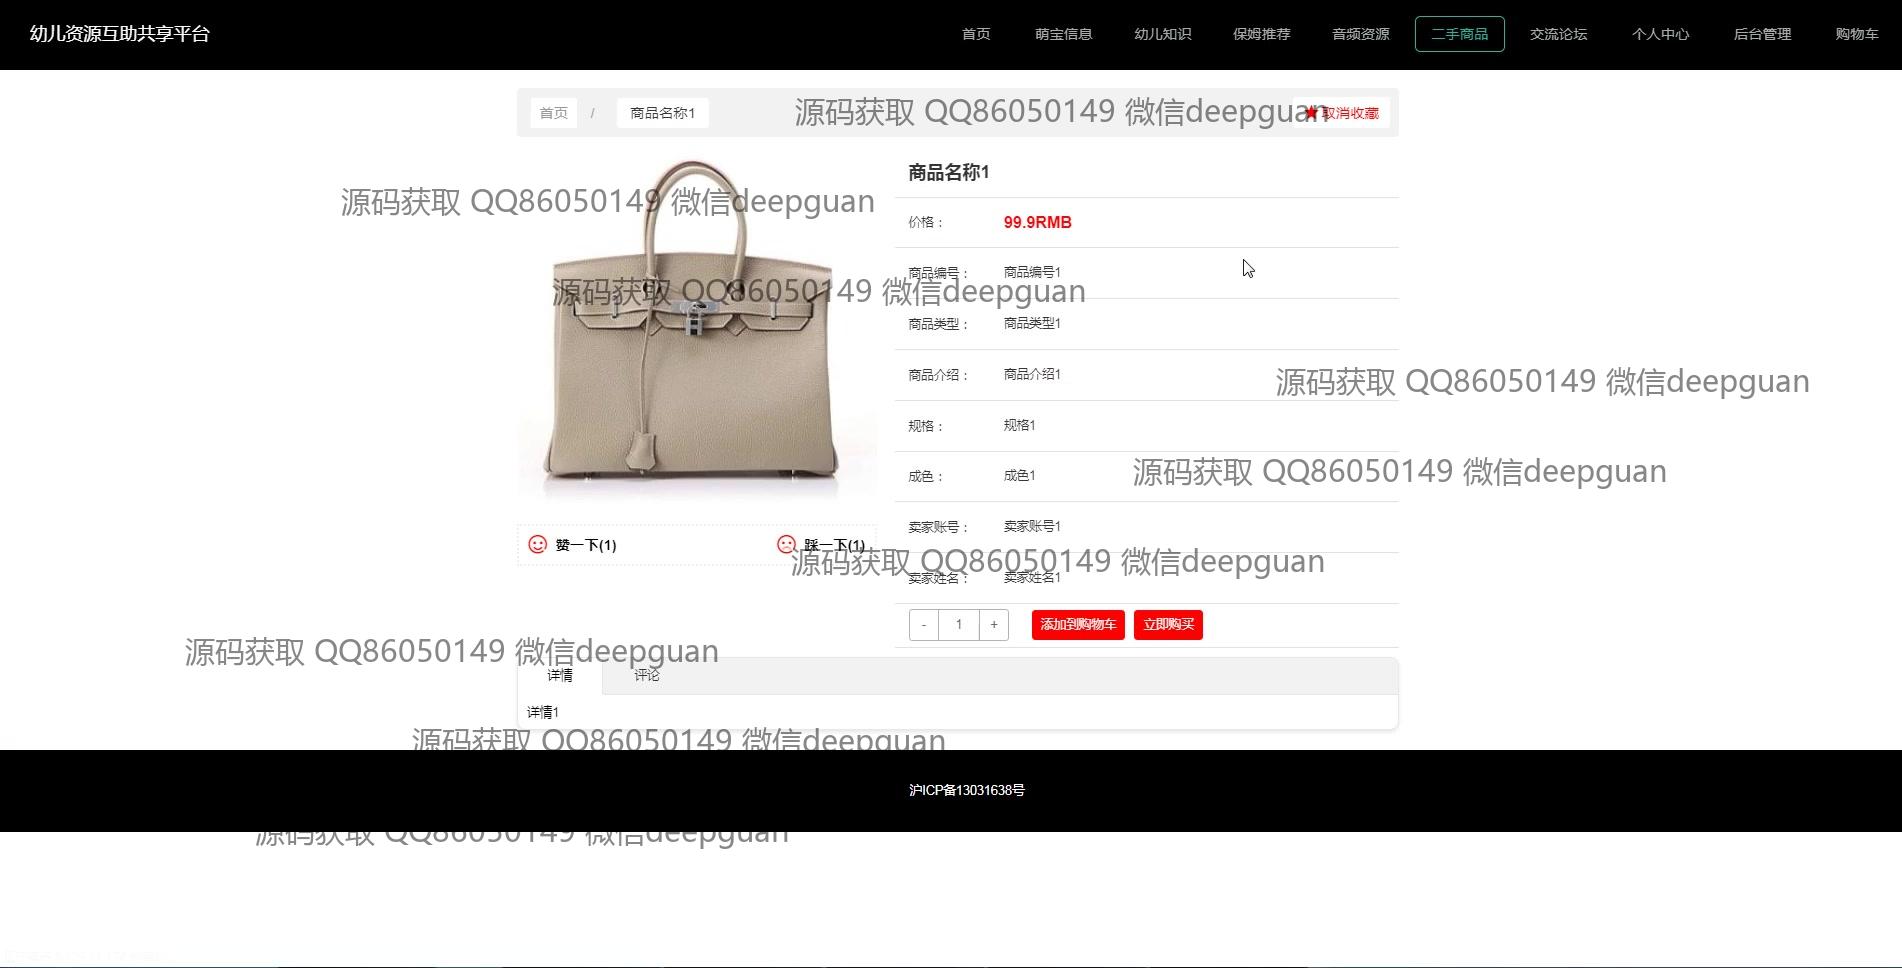 幼儿资源互助共享平台
首页 萌宝信息 幼儿知识 保姆推荐 音频资源 二手商品 交流论坛 个人中心 后台管理 购物车
首页 / 商品名称1 源码获取 QQ86050149 微信deepguan ★取消收藏
商品名称1
源码获取 QQ86050149 微信deepguan
价格： 99.9RMB
商品编号： 商品编号1
源码获取 QQ86050149 微信deepguan
商品类型： 商品类型1
商品介绍： 商品介绍1
源码获取 QQ86050149 微信deepguan
规格： 规格1
成色： 成色1
源码获取 QQ86050149 微信deepguan
卖家账号： 卖家账号1
赞一下(1) 踩一下(1)
源码获取 QQ86050149 微信deepguan
卖家姓名： 卖家姓名1
- 1 + 添加到购物车 立即购买
源码获取 QQ86050149 微信deepguan
详情 评论
详情1
源码获取 QQ86050149 微信deepguan
沪ICP备13031638号
源码获取 QQ86050149 微信deepguan